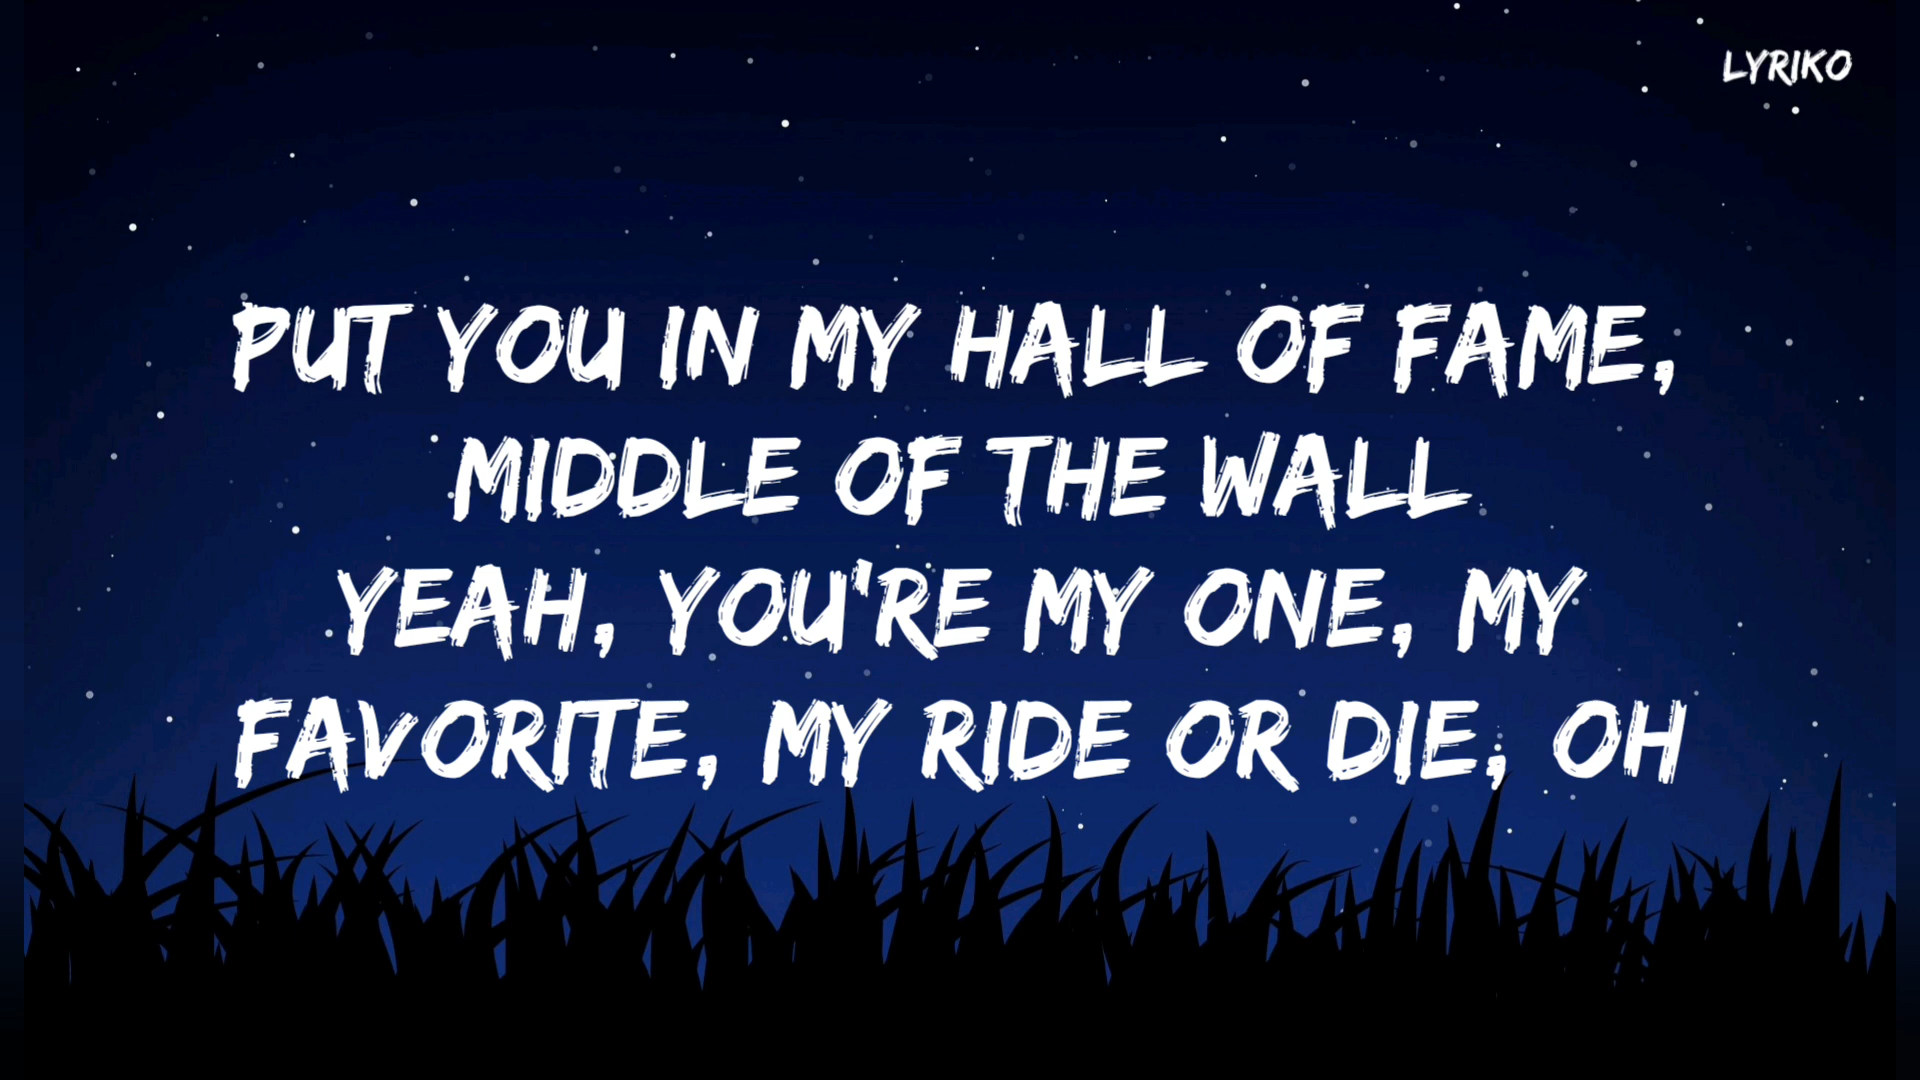 LYRIKO
PUT YOU IN MY HALL OF FAME,
MIDDLE OF THE WALL
YEAH, YOU'RE MY ONE, MY
FAVORITE, MY RIDE OR DIE, OH